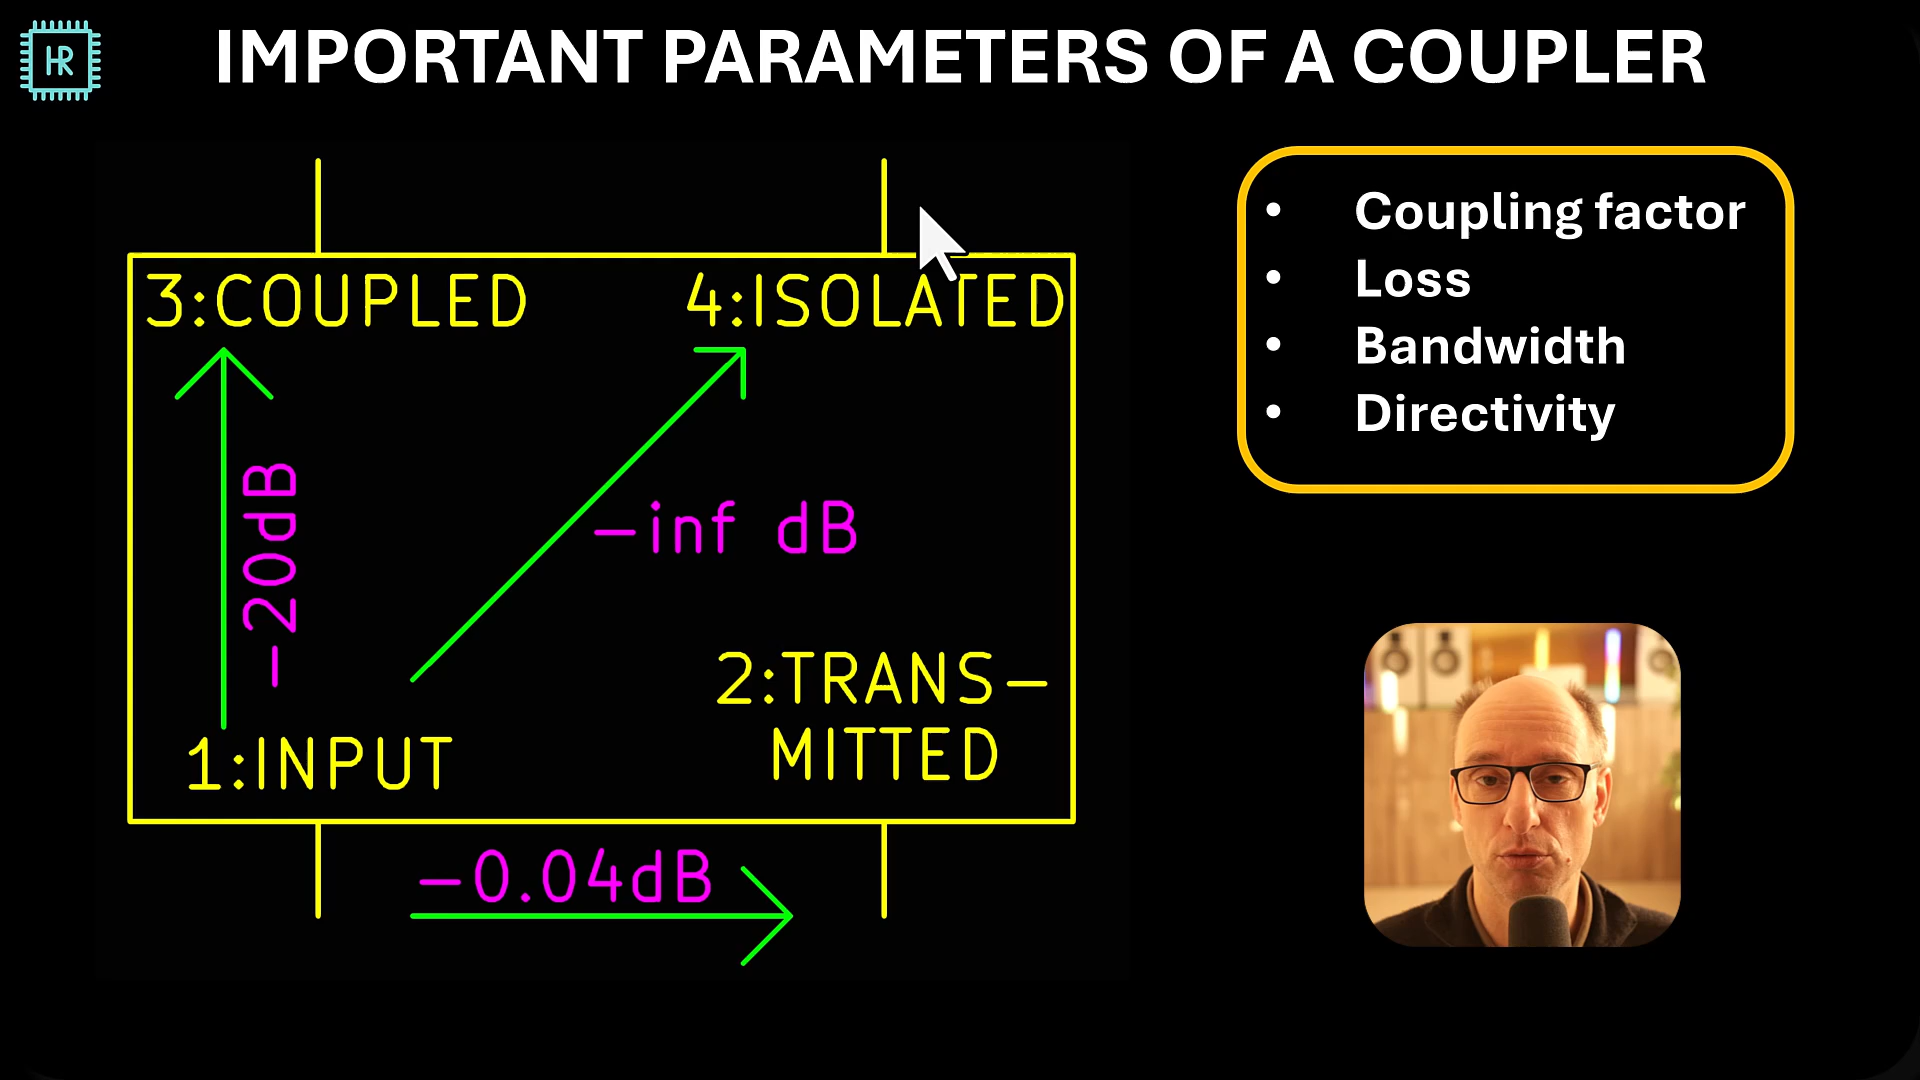 HR
IMPORTANT PARAMETERS OF A COUPLER
3:COUPLED
4:ISOLATED
-20dB
-inf dB
2:TRANS-
MITTED
1:INPUT
-0.04dB
• Coupling factor
• Loss
• Bandwidth
• Directivity